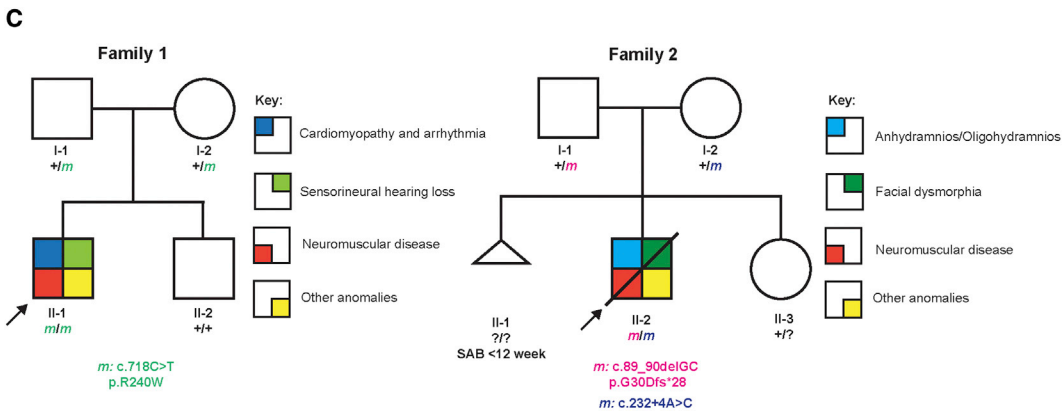 C
Family 1
Family 2
Key:
Cardiomyopathy and arrhythmia
Sensorineural hearing loss
Neuromuscular disease
Other anomalies
I-1
+/m
I-2
+/m
II-1
m/m
II-2
+/+
m: c.718C>T
p.R240W
Key:
Anhydramnios/Oligohydramnios
Facial dysmorphia
Neuromuscular disease
Other anomalies
I-1
+/m
I-2
+/m
II-1
?/?
SAB <12 week
II-2
m/m
II-3
+/?
m: c.89_90delGC
p.G30Dfs*28
m: c.232+4A>C